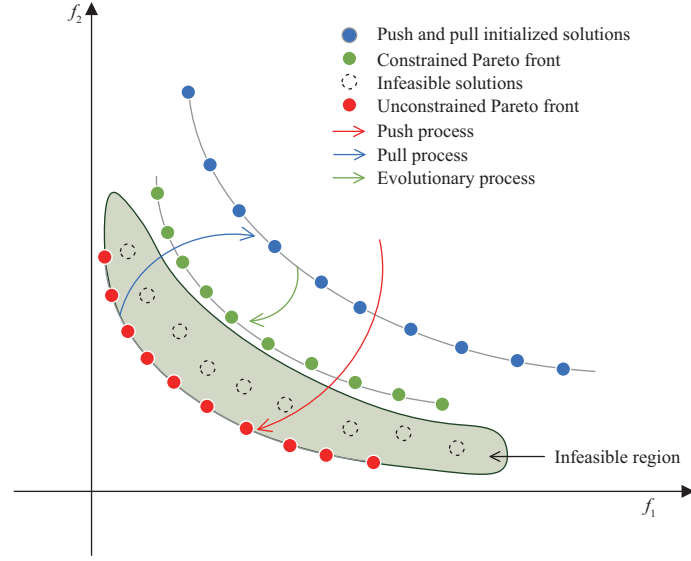 f2
Push and pull initialized solutions
Constrained Pareto front
Infeasible solutions
Unconstrained Pareto front
Push process
Pull process
Evolutionary process
Infeasible region
f1